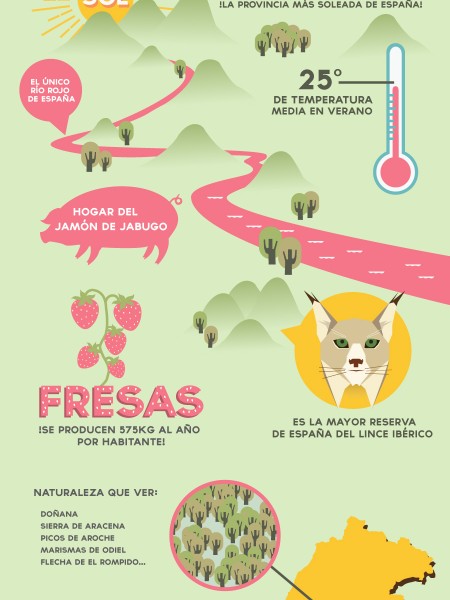 SOL
!LA PROVINCIA MÁS SOLEADA DE ESPAÑA!
EL ÚNICO
RÍO ROJO
DE ESPAÑA
25º
DE TEMPERATURA
MEDIA EN VERANO
HOGAR DEL
JAMÓN DE JABUGO
FRESAS
!SE PRODUCEN 575KG AL AÑO
POR HABITANTE!
ES LA MAYOR RESERVA
DE ESPAÑA DEL LINCE IBÉRICO
NATURALEZA QUE VER:
DOÑANA
SIERRA DE ARACENA
PICOS DE AROCHE
MARISMAS DE ODIEL
FLECHA DE EL ROMPIDO...